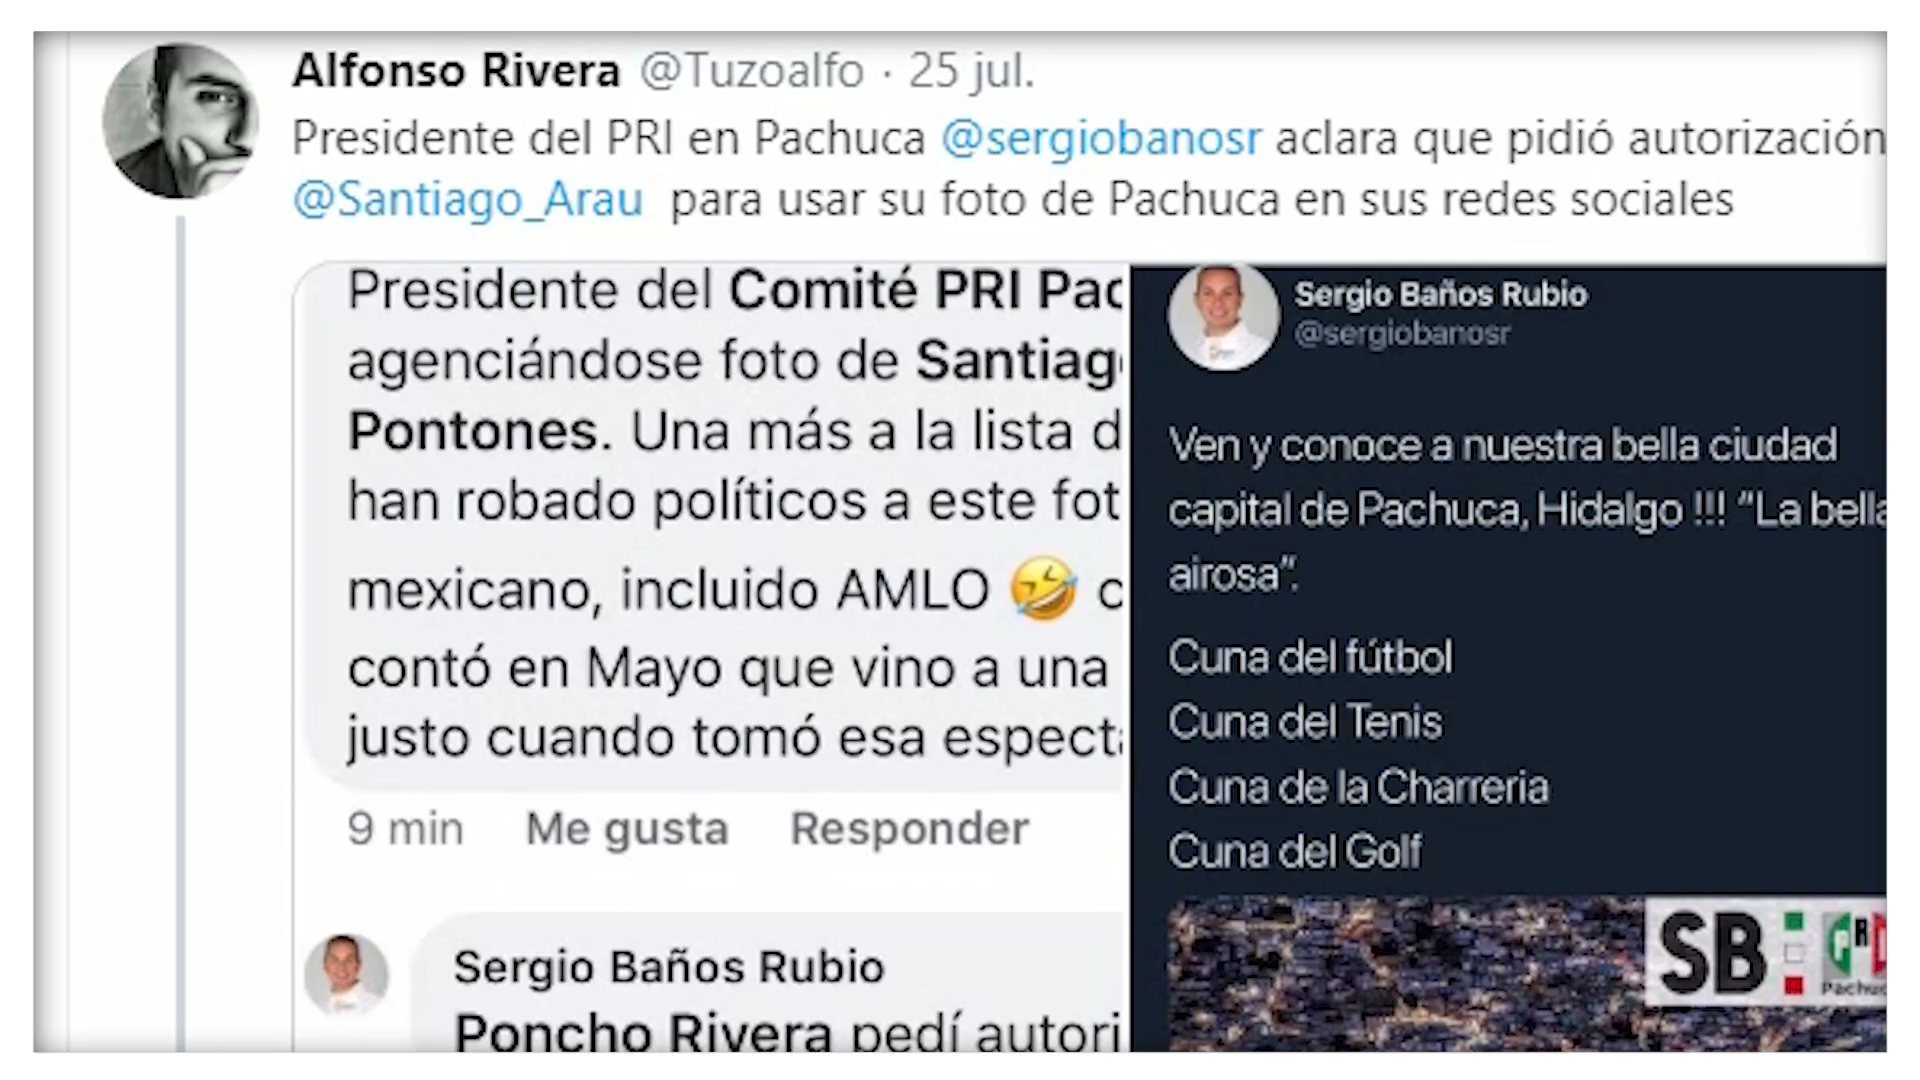 Alfonso Rivera @Tuzoalfo · 25 jul.
Presidente del PRI en Pachuca @sergiobanosr aclara que pidió autorización
@Santiago_Arau para usar su foto de Pachuca en sus redes sociales
Presidente del Comité PRI Pac
agenciándose foto de Santiag
Pontones. Una más a la lista d
han robado políticos a este fot
mexicano, incluido AMLO 🤣 c
contó en Mayo que vino a una
justo cuando tomó esa espect
9 min Me gusta Responder
Sergio Baños Rubio
Poncho Rivera pedí autori
Sergio Baños Rubio
@sergiobanosr
Ven y conoce a nuestra bella ciudad
capital de Pachuca, Hidalgo !!! “La bella
airosa”.
Cuna del fútbol
Cuna del Tenis
Cuna de la Charreria
Cuna del Golf
SB PRI
Pachuc